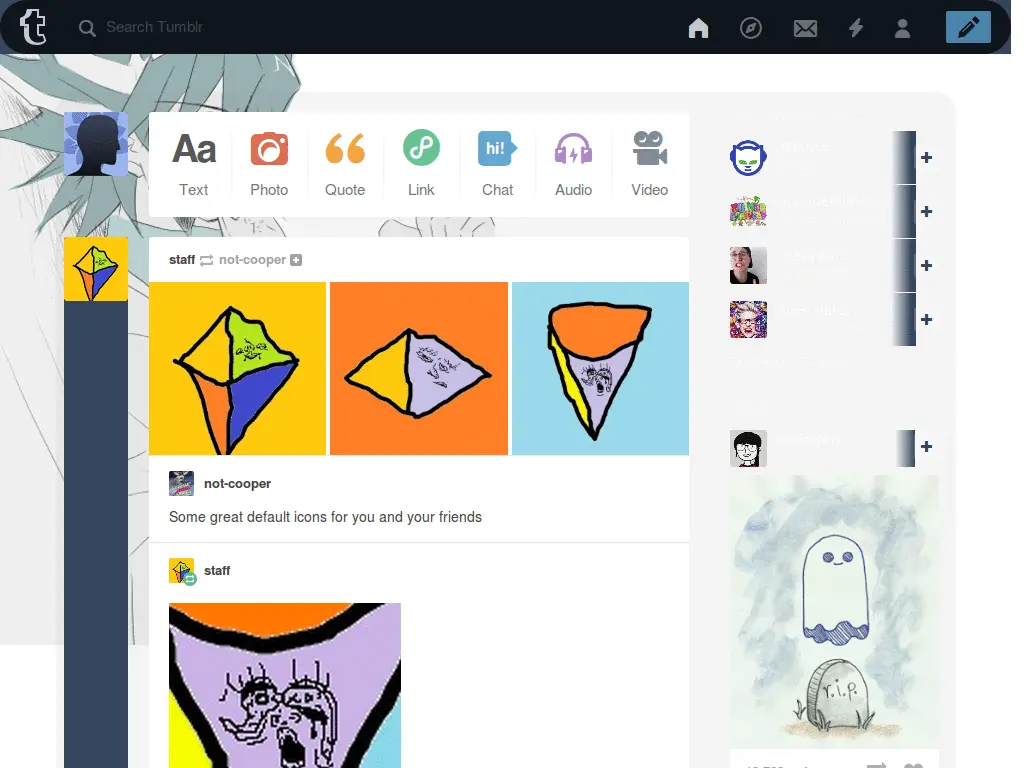 Search Tumblr
Aa
hi!
Text
Photo
Quote
Link
Chat
Audio
Video
staff not-cooper
not-cooper
Some great default icons for you and your friends
staff
r.i.p.